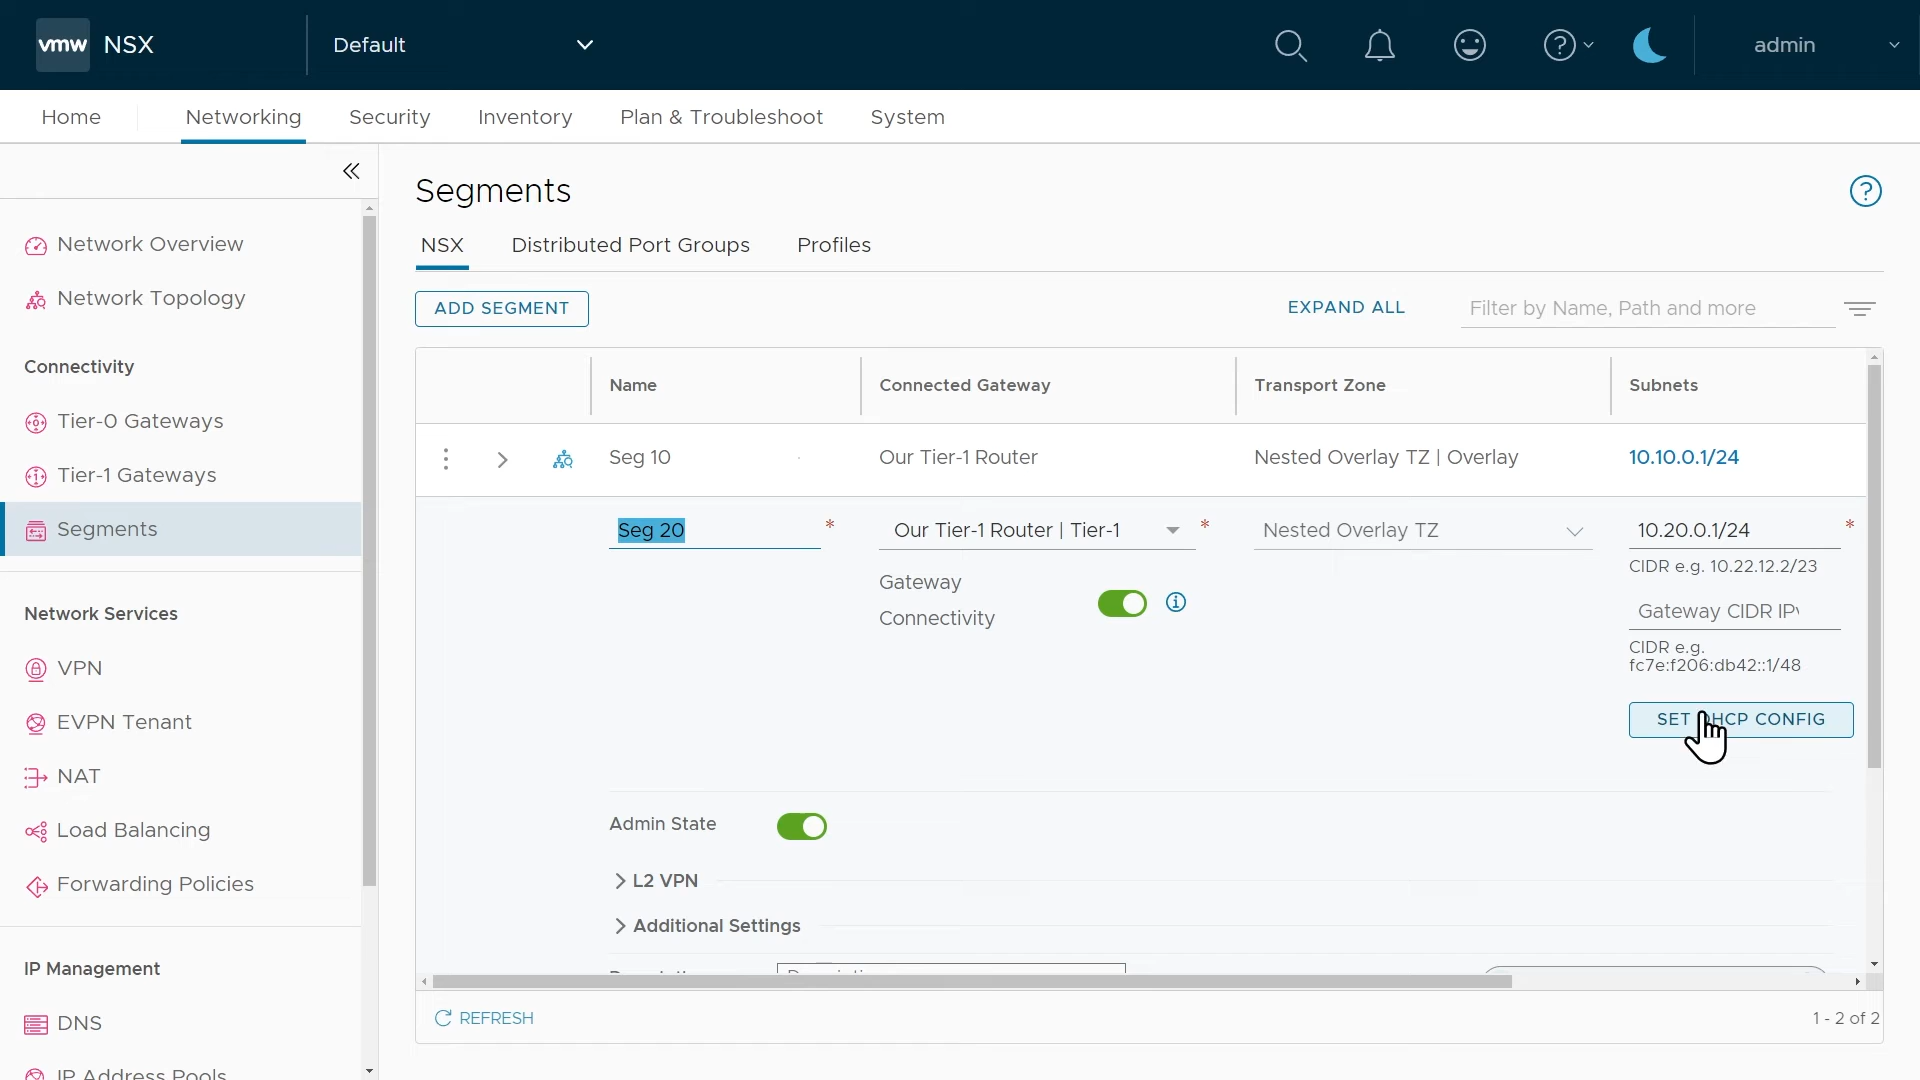 vmw NSX Default admin
Home Networking Security Inventory Plan & Troubleshoot System
Network Overview
Network Topology
Connectivity
Tier-0 Gateways
Tier-1 Gateways
Segments
Network Services
VPN
EVPN Tenant
NAT
Load Balancing
Forwarding Policies
IP Management
DNS
IP Address Pools
Segments
NSX Distributed Port Groups Profiles
ADD SEGMENT EXPAND ALL Filter by Name, Path and more
Name Connected Gateway Transport Zone Subnets
Seg 10 Our Tier-1 Router Nested Overlay TZ | Overlay 10.10.0.1/24
Seg 20 * Our Tier-1 Router | Tier-1 * Nested Overlay TZ 10.20.0.1/24 *
CIDR e.g. 10.22.12.2/23
Gateway
Connectivity
Gateway CIDR IPv
CIDR e.g.
fc7e:f206:db42::1/48
SET DHCP CONFIG
Admin State
L2 VPN
Additional Settings
REFRESH 1 - 2 of 2